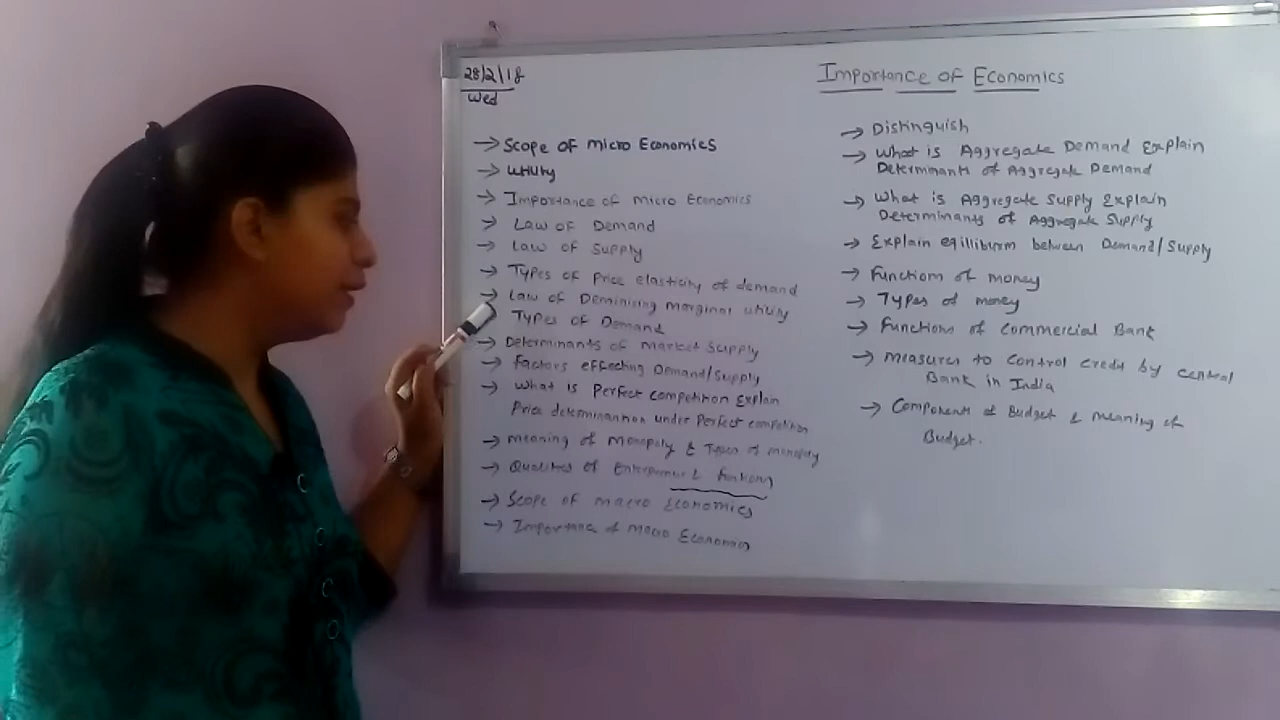 28/2/18
Wed
Importance of Economics
→ Scope of micro Economics
→ Utility
→ Importance of micro Economics
→ Law of Demand
→ Law of Supply
→ Types of Price elasticity of demand
→ Law of Deminising marginal utility
Types of Demand
→ Determinants of market Supply
→ Factors effecting Demand/Supply
→ What is Perfect competition Explain
Price determination under Perfect competition
→ meaning of monopoly & Types of monopoly
→ Qualities of & functions
→ Scope of macro Economics
→ Importance of macro Economics
→ Distinguish
→ What is Aggregate Demand Explain
Determinants of Aggregate Demand
→ What is Aggregate Supply Explain
Determinants of Aggregate Supply
→ Explain eqilibium between Demand/Supply
→ Functions of money
→ Types of money
→ Functions of Commercial Bank
→ measures to Control credit by central
Bank in India
→ Components of Budget & meaning of
Budget.